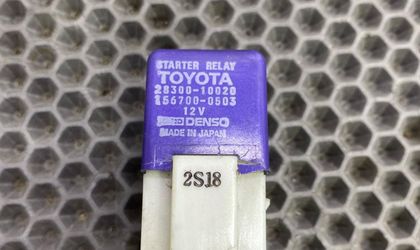 STARTER RELAY
TOYOTA
28300-10020
156700-0503
12V
DENSO
MADE IN JAPAN
2S18